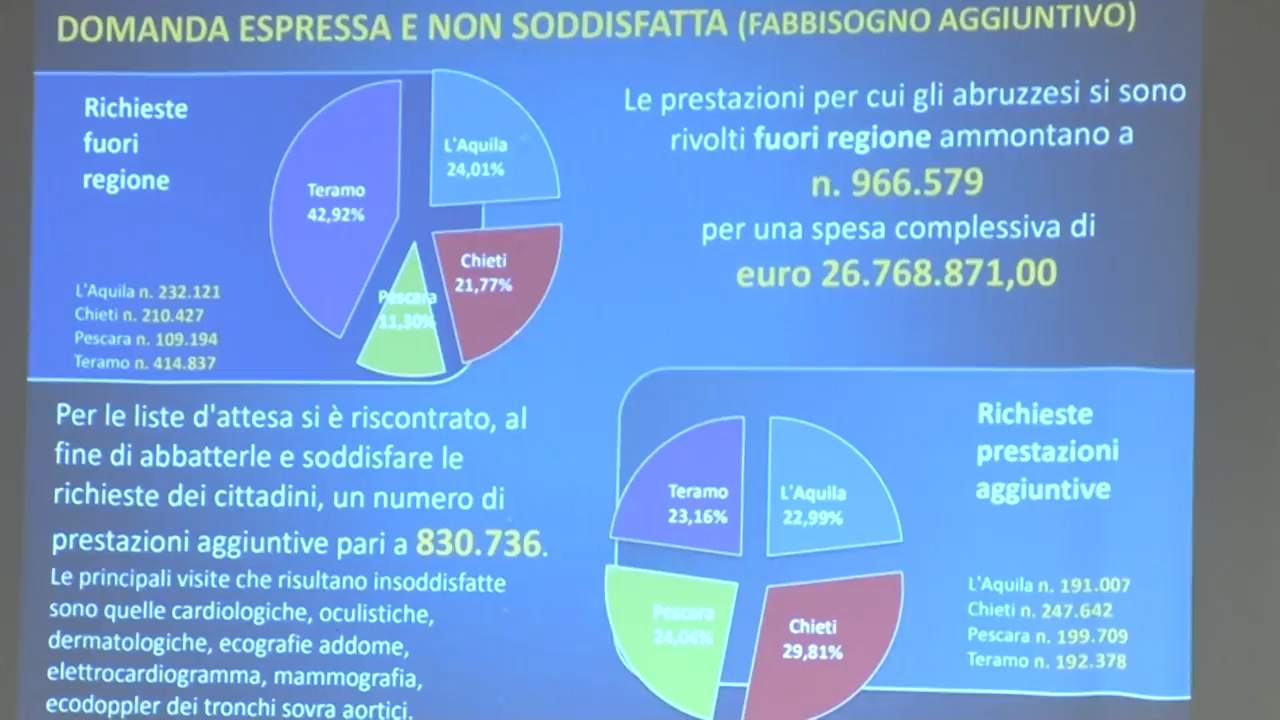 DOMANDA ESPRESSA E NON SODDISFATTA (FABBISOGNO AGGIUNTIVO)
Richieste
fuori
regione
Teramo
42,92%
L'Aquila
24,01%
Chieti
21,77%
Pescara
11,30%
L'Aquila n. 232.121
Chieti n. 210.427
Pescara n. 109.194
Teramo n. 414.837
Le prestazioni per cui gli abruzzesi si sono
rivolti fuori regione ammontano a
n. 966.579
per una spesa complessiva di
euro 26.768.871,00
Per le liste d'attesa si è riscontrato, al
fine di abbatterle e soddisfare le
richieste dei cittadini, un numero di
prestazioni aggiuntive pari a 830.736.
Le principali visite che risultano insoddisfatte
sono quelle cardiologiche, oculistiche,
dermatologiche, ecografie addome,
elettrocardiogramma, mammografia,
ecodoppler dei tronchi sovra aortici.
Teramo
23,16%
L'Aquila
22,99%
Pescara
24,04%
Chieti
29,81%
Richieste
prestazioni
aggiuntive
L'Aquila n. 191.007
Chieti n. 247.642
Pescara n. 199.709
Teramo n. 192.378